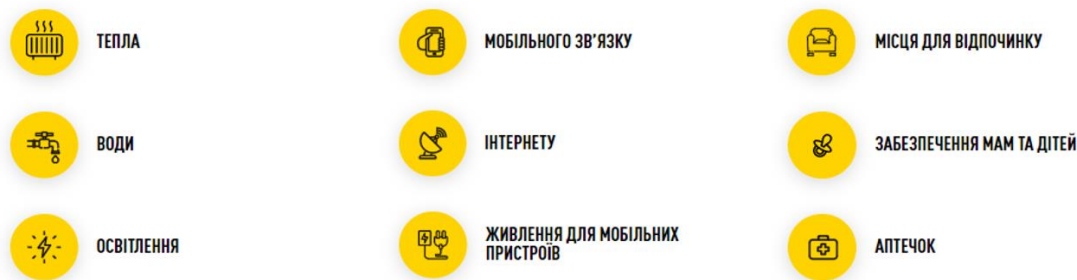 ТЕПЛА
МОБІЛЬНОГО ЗВ'ЯЗКУ
МІСЦЯ ДЛЯ ВІДПОЧИНКУ
ВОДИ
ІНТЕРНЕТУ
ЗАБЕЗПЕЧЕННЯ МАМ ТА ДІТЕЙ
ОСВІТЛЕННЯ
ЖИВЛЕННЯ ДЛЯ МОБІЛЬНИХ
ПРИСТРОЇВ
АПТЕЧОК